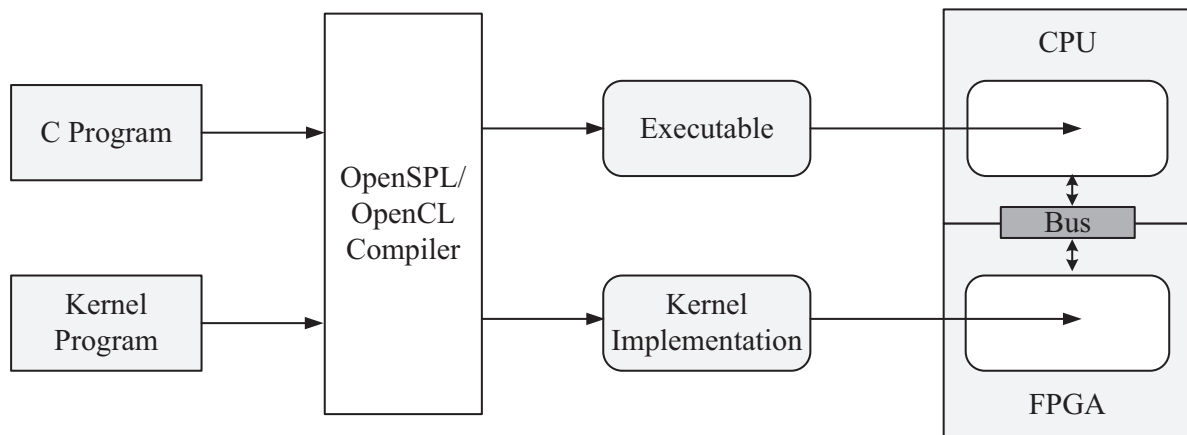 C Program
Kernel
Program
OpenSPL/
OpenCL
Compiler
Executable
Kernel
Implementation
CPU
Bus
FPGA